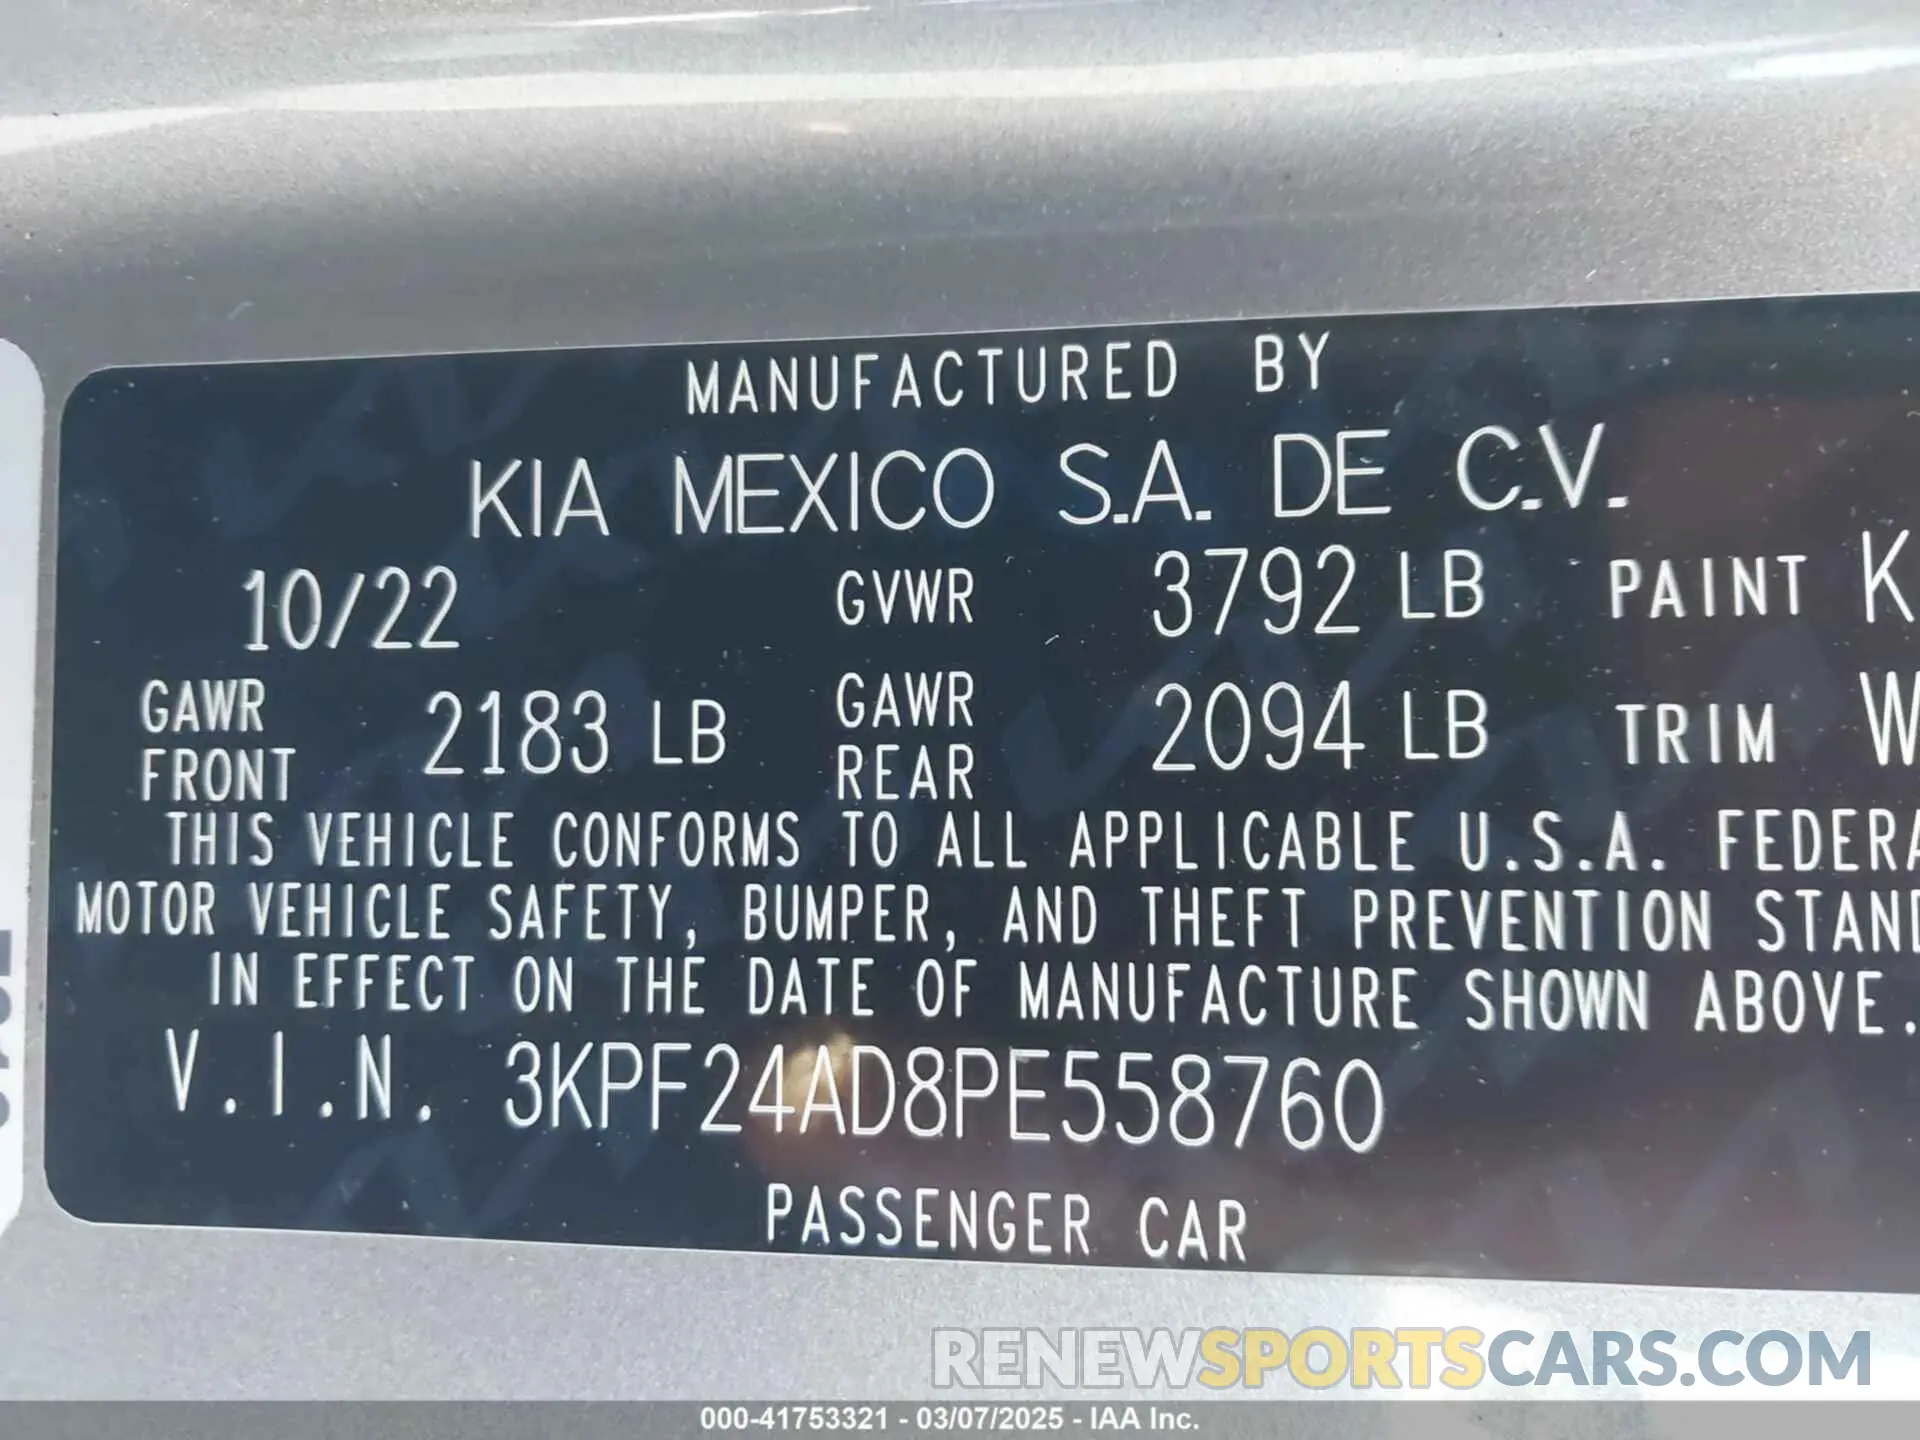 MANUFACTURED BY
KIA MEXICO S.A. DE C.V.
10/22 GVWR 3792 LB PAINT K
GAWR FRONT 2183 LB GAWR REAR 2094 LB TRIM W
THIS VEHICLE CONFORMS TO ALL APPLICABLE U.S.A. FEDERA
MOTOR VEHICLE SAFETY, BUMPER, AND THEFT PREVENTION STAND
IN EFFECT ON THE DATE OF MANUFACTURE SHOWN ABOVE.
V.I.N. 3KPF24AD8PE558760
PASSENGER CAR
RENEWSPORTSCARS.COM
000-41753321 - 03/07/2025 - IAA Inc.